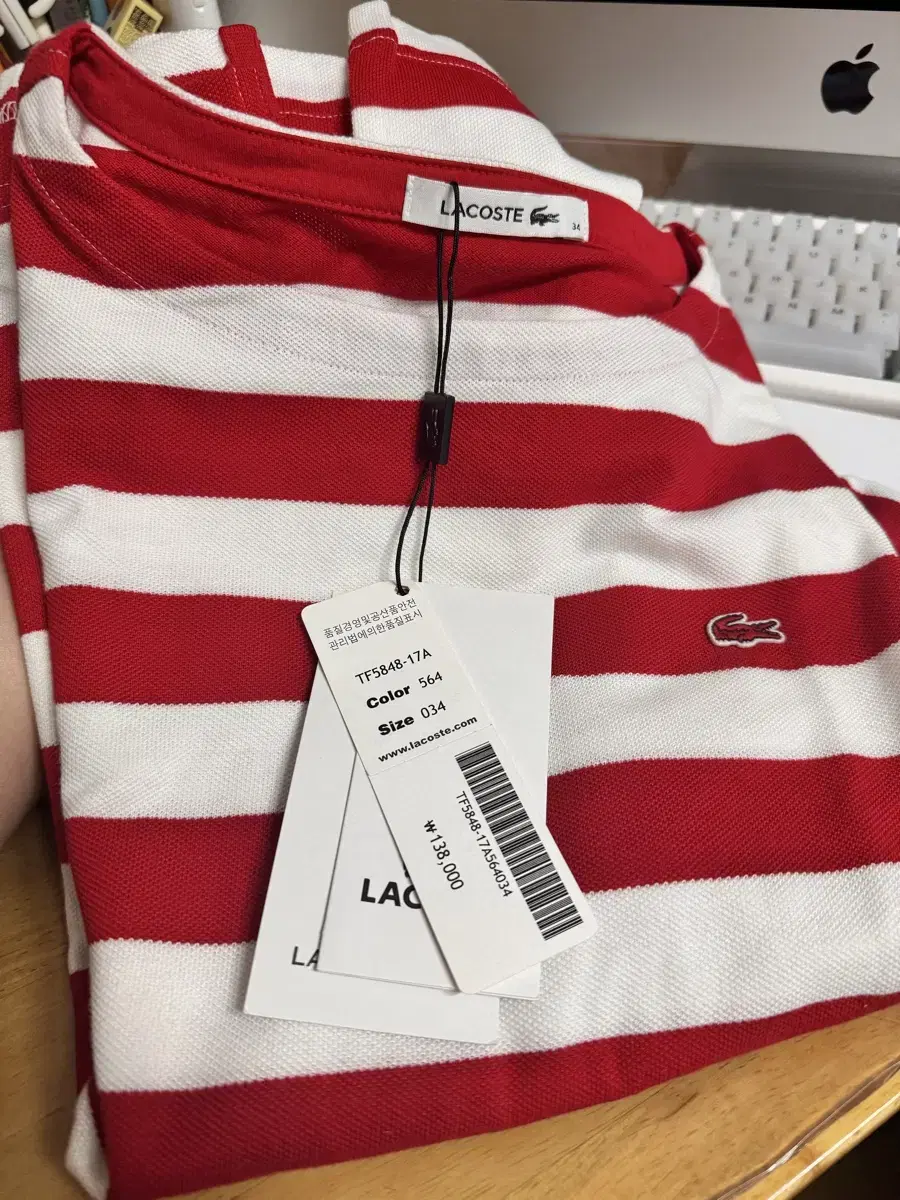 LACOSTE
34
품질경영및공산품안전
관리법에의한품질표시
TF5848-17A
Color 564
Size 034
www.lacoste.com
TF5848-17A564034
₩138,000
LAC
LA